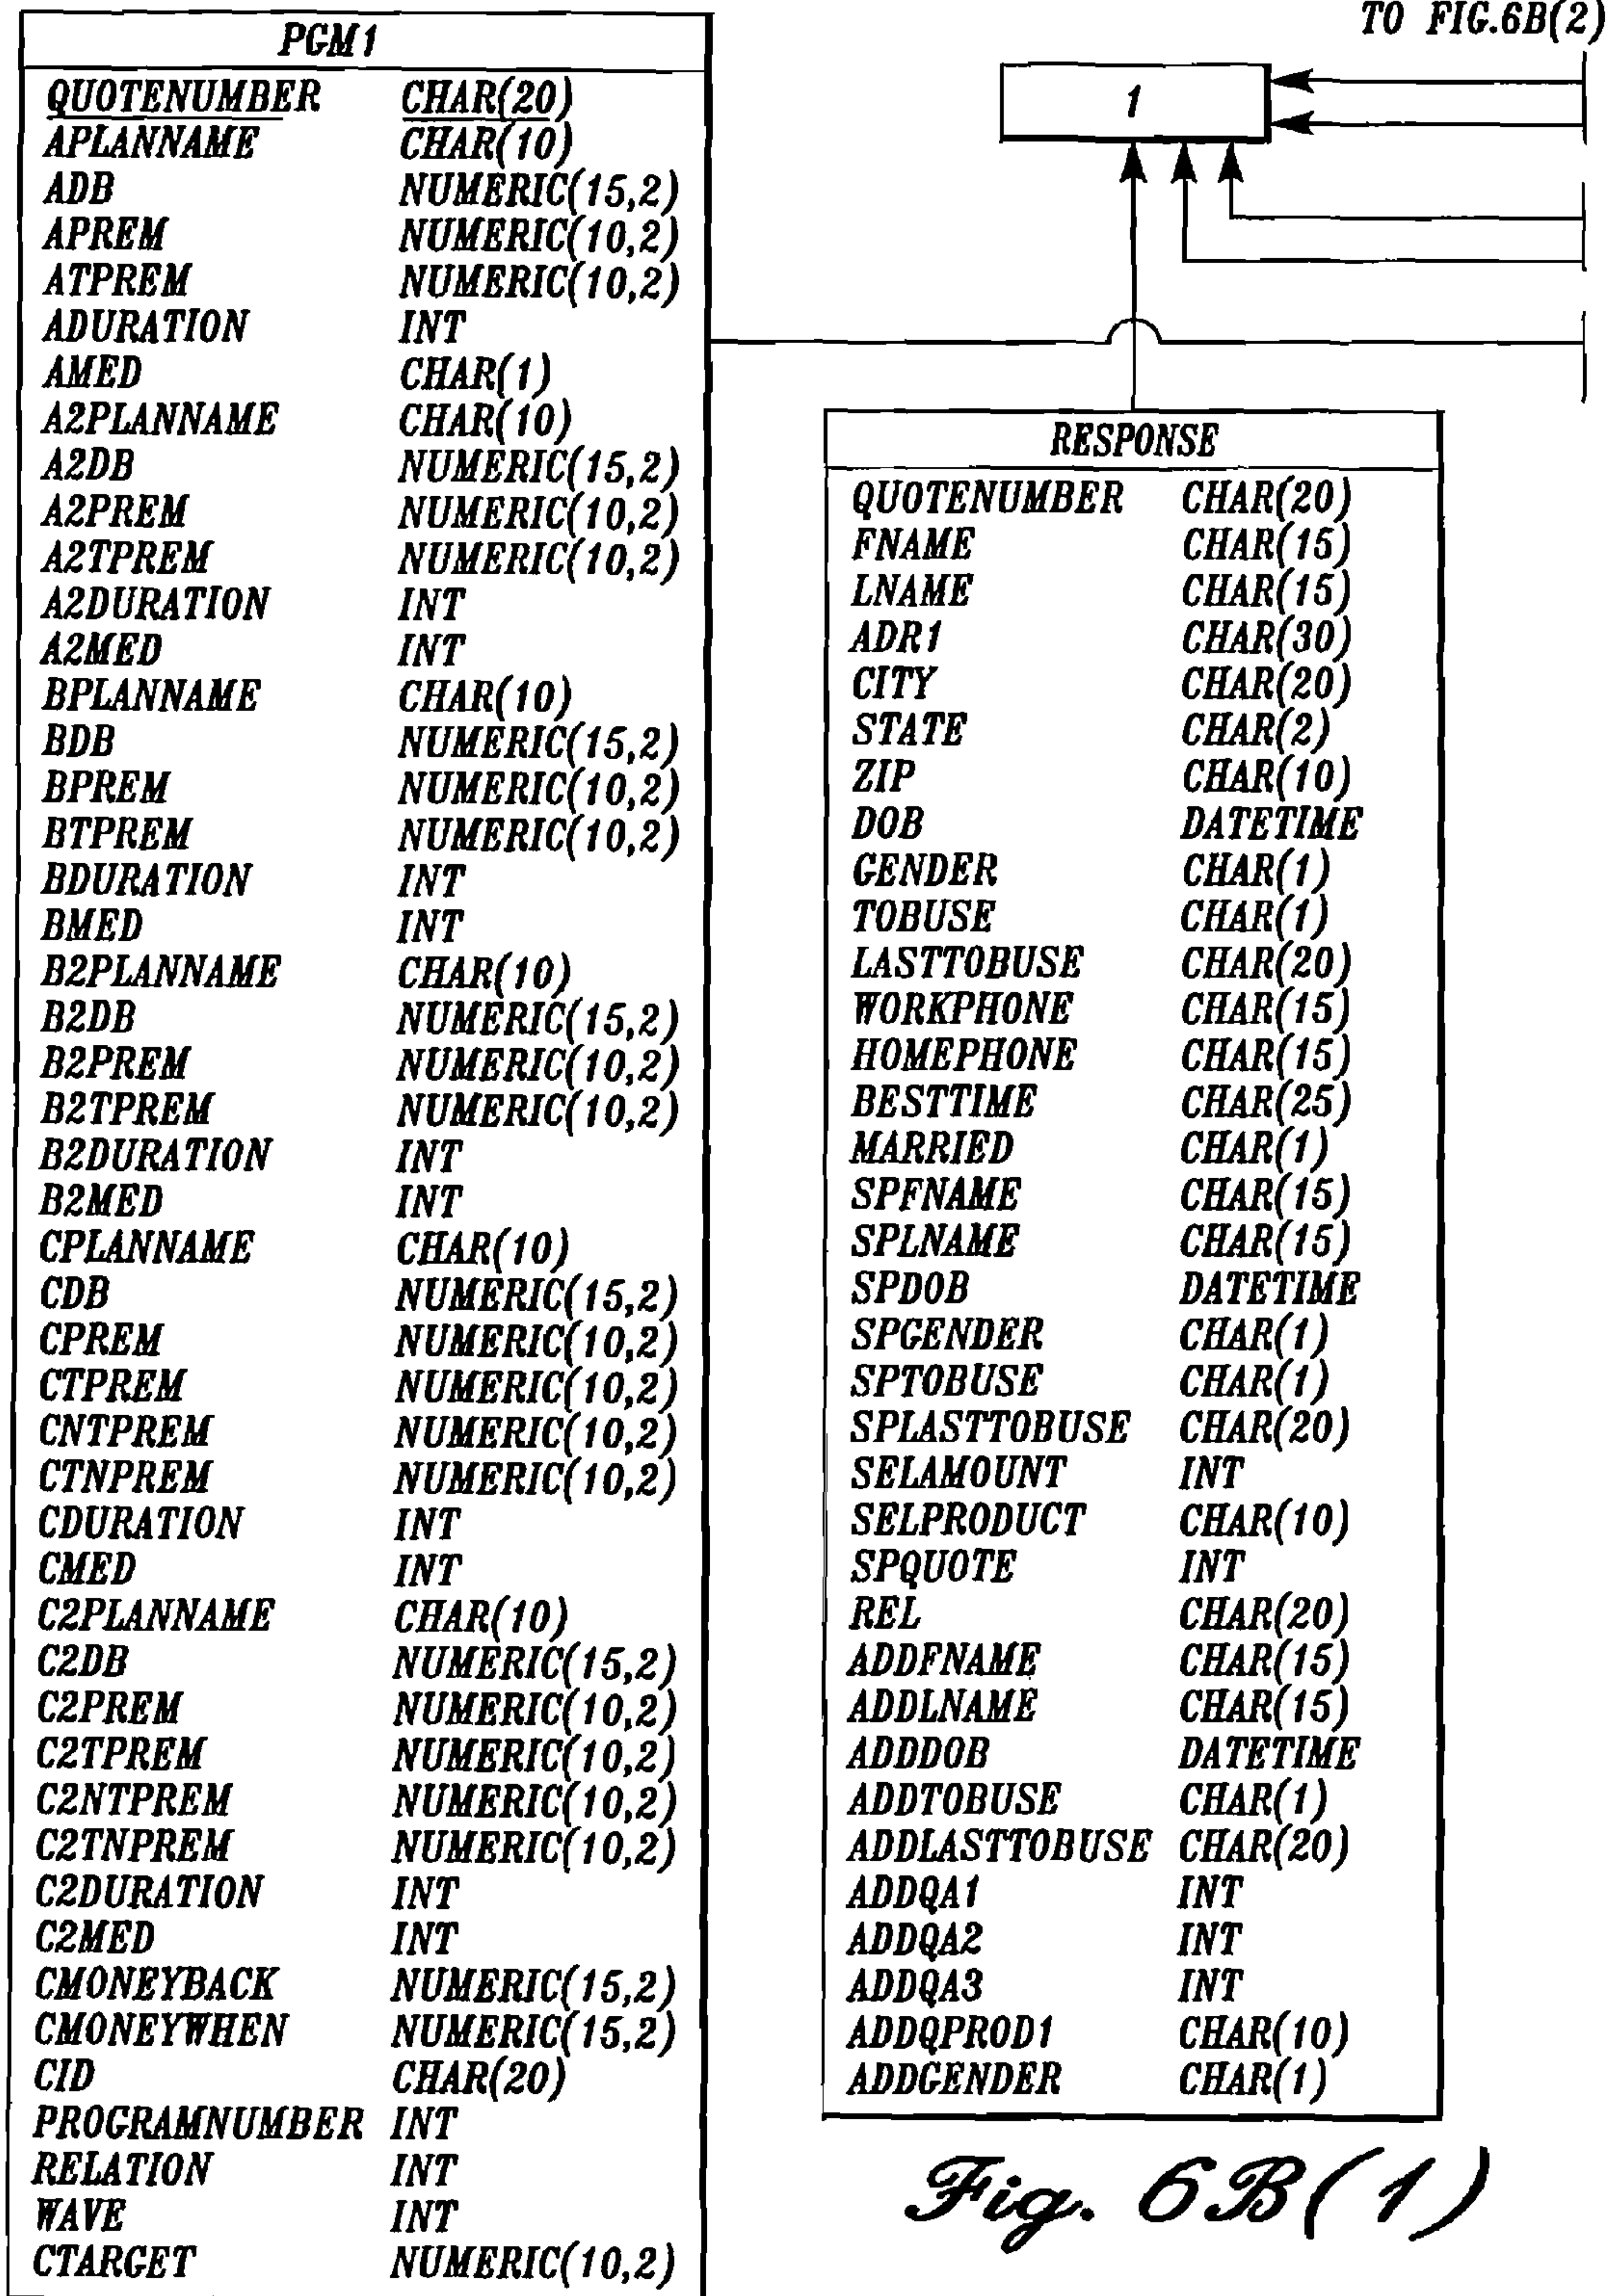 TO FIG.6B(2)
PGM1
QUOTENUMBER CHAR(20)
APLANNAME CHAR(10)
ADB NUMERIC(15,2)
APREM NUMERIC(10,2)
ATPREM NUMERIC(10,2)
ADURATION INT
AMED CHAR(1)
A2PLANNAME CHAR(10)
A2DB NUMERIC(15,2)
A2PREM NUMERIC(10,2)
A2TPREM NUMERIC(10,2)
A2DURATION INT
A2MED INT
BPLANNAME CHAR(10)
BDB NUMERIC(15,2)
BPREM NUMERIC(10,2)
BTPREM NUMERIC(10,2)
BDURATION INT
BMED INT
B2PLANNAME CHAR(10)
B2DB NUMERIC(15,2)
B2PREM NUMERIC(10,2)
B2TPREM NUMERIC(10,2)
B2DURATION INT
B2MED INT
CPLANNAME CHAR(10)
CDB NUMERIC(15,2)
CPREM NUMERIC(10,2)
CTPREM NUMERIC(10,2)
CNTPREM NUMERIC(10,2)
CTNPREM NUMERIC(10,2)
CDURATION INT
CMED INT
C2PLANNAME CHAR(10)
C2DB NUMERIC(15,2)
C2PREM NUMERIC(10,2)
C2TPREM NUMERIC(10,2)
C2NTPREM NUMERIC(10,2)
C2TNPREM NUMERIC(10,2)
C2DURATION INT
C2MED INT
CMONEYBACK NUMERIC(15,2)
CMONEYWHEN NUMERIC(15,2)
CID CHAR(20)
PROGRAMNUMBER INT
RELATION INT
WAVE INT
CTARGET NUMERIC(10,2)
1
RESPONSE
QUOTENUMBER CHAR(20)
FNAME CHAR(15)
LNAME CHAR(15)
ADR1 CHAR(30)
CITY CHAR(20)
STATE CHAR(2)
ZIP CHAR(10)
DOB DATETIME
GENDER CHAR(1)
TOBUSE CHAR(1)
LASTTOBUSE CHAR(20)
WORKPHONE CHAR(15)
HOMEPHONE CHAR(15)
BESTTIME CHAR(25)
MARRIED CHAR(1)
SPFNAME CHAR(15)
SPLNAME CHAR(15)
SPDOB DATETIME
SPGENDER CHAR(1)
SPTOBUSE CHAR(1)
SPLASTTOBUSE CHAR(20)
SELAMOUNT INT
SELPRODUCT CHAR(10)
SPQUOTE INT
REL CHAR(20)
ADDFNAME CHAR(15)
ADDLNAME CHAR(15)
ADDDOB DATETIME
ADDTOBUSE CHAR(1)
ADDLASTTOBUSE CHAR(20)
ADDQA1 INT
ADDQA2 INT
ADDQA3 INT
ADDQPROD1 CHAR(10)
ADDGENDER CHAR(1)
Fig. 6B(1)